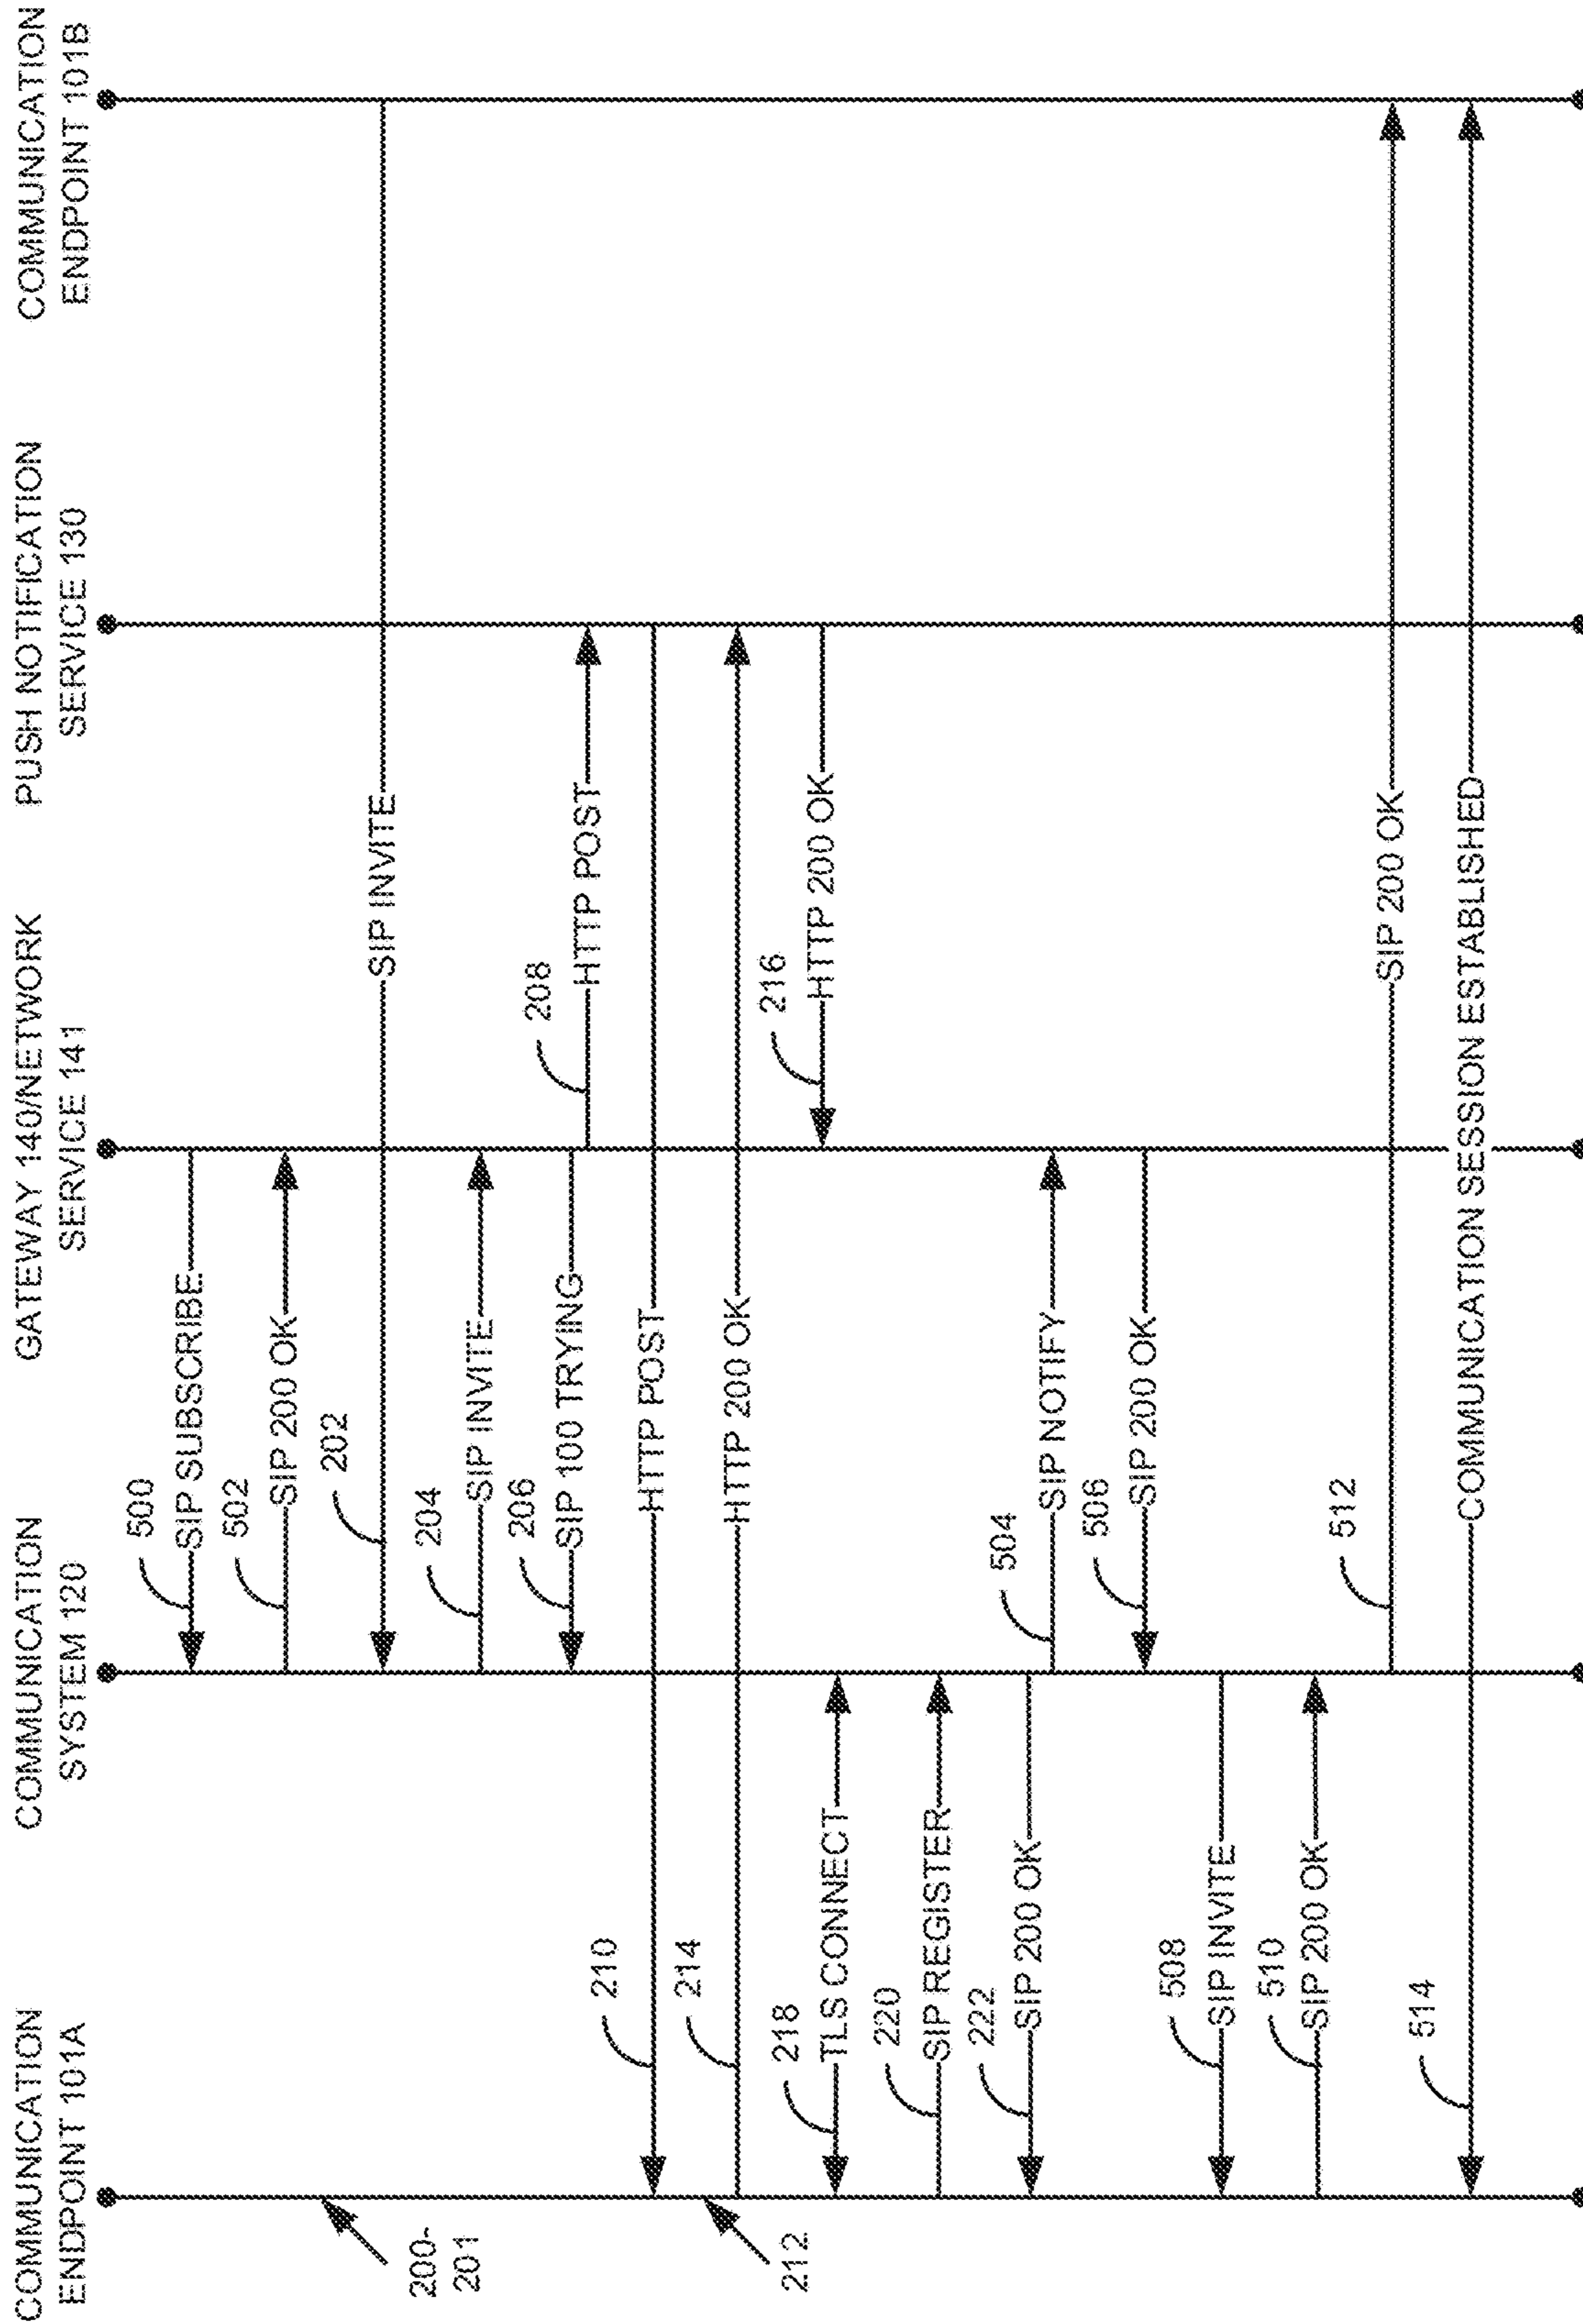 COMMUNICATION
ENDPOINT 101A
COMMUNICATION
SYSTEM 120
GATEWAY 140/NETWORK
SERVICE 141
PUSH NOTIFICATION
SERVICE 130
COMMUNICATION
ENDPOINT 101B
500
SIP SUBSCRIBE
502
SIP 200 OK
200-
201
202
SIP INVITE
204
SIP INVITE
206
SIP 100 TRYING
208
HTTP POST
210
HTTP POST
212
214
HTTP 200 OK
216
HTTP 200 OK
218
TLS CONNECT
220
SIP REGISTER
222
SIP 200 OK
504
SIP NOTIFY
506
SIP 200 OK
508
SIP INVITE
510
SIP 200 OK
512
SIP 200 OK
514
COMMUNICATION SESSION ESTABLISHED